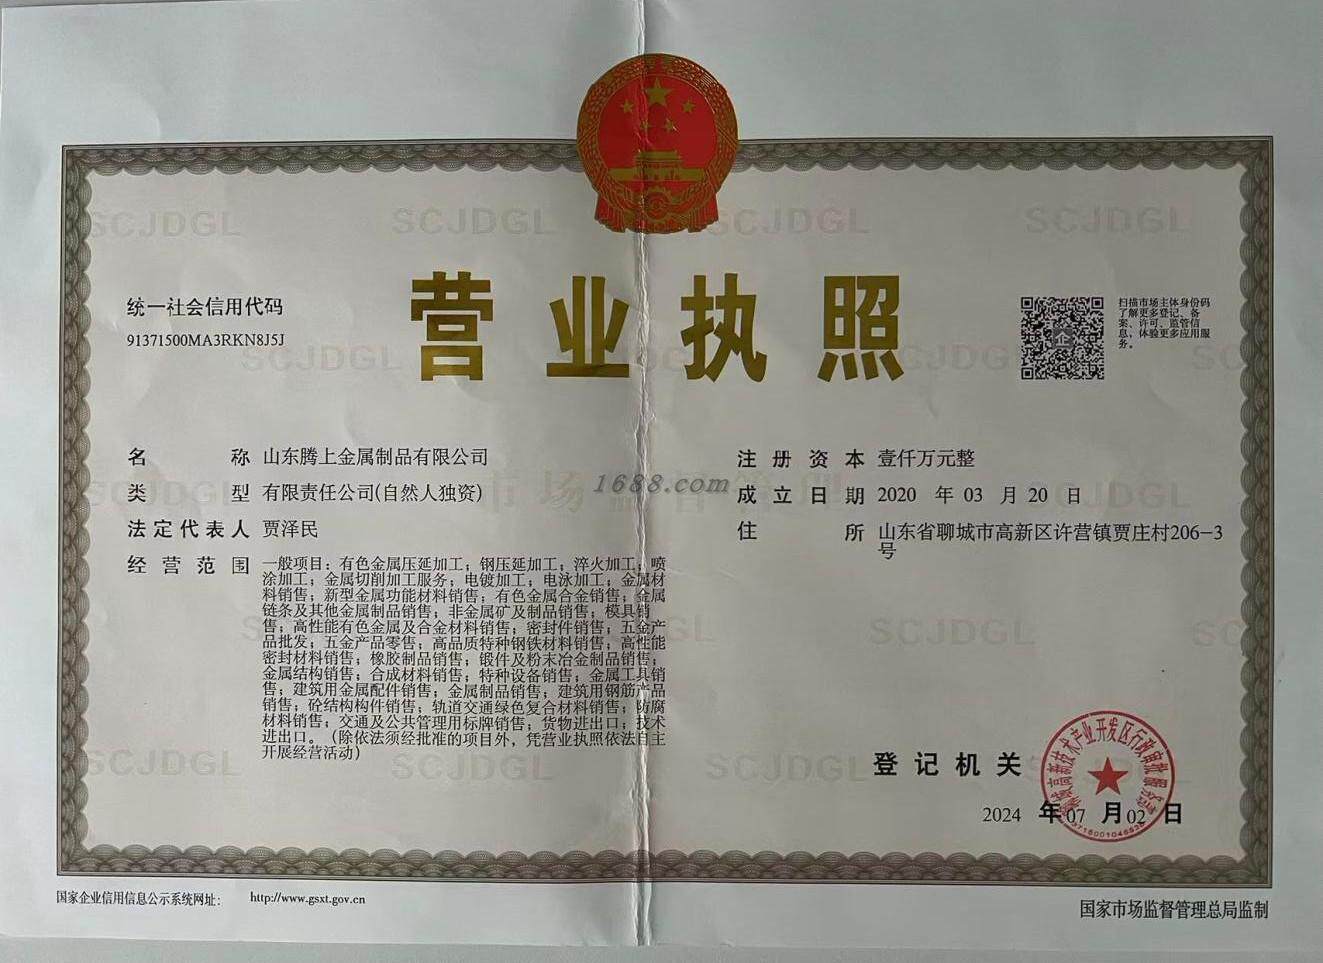 营业执照
统一社会信用代码
91371500MA3RKN8J5J
扫描市场主体身份码
了解更多登记、备
案、许可、监管信
息、体验更多应用服
务。
名 称 山东腾上金属制品有限公司
类 型 有限责任公司(自然人独资)
法定代表人 贾泽民
经营范围 一般项目：有色金属压延加工；钢压延加工；淬火加工；喷
涂加工；金属切削加工服务；电镀加工；电泳加工；金属材
料销售；新型金属功能材料销售；有色金属合金销售；金属
链条及其他金属制品销售；非金属矿及制品销售；模具销
售；高性能有色金属及合金材料销售；密封件销售；五金产
品批发；五金产品零售；高品质特种钢铁材料销售；高性能
密封材料销售；橡胶制品销售；锻件及粉末冶金制品销售；
金属结构销售；合成材料销售；特种设备销售；金属工具销
售；建筑用金属配件销售；金属制品销售；建筑用钢筋产品
销售；砼结构构件销售；轨道交通绿色复合材料销售；防腐
材料销售；交通及公共管理用标牌销售；货物进出口；技术
进出口。（除依法须经批准的项目外，凭营业执照依法自主
开展经营活动）
注册资本 壹仟万元整
成立日期 2020 年 03 月 20 日
住 所 山东省聊城市高新区许营镇贾庄村206-3
号
1688.com
登记机关
2024 年 07 月 02 日
国家企业信用信息公示系统网址： http://www.gsxt.gov.cn
国家市场监督管理总局监制